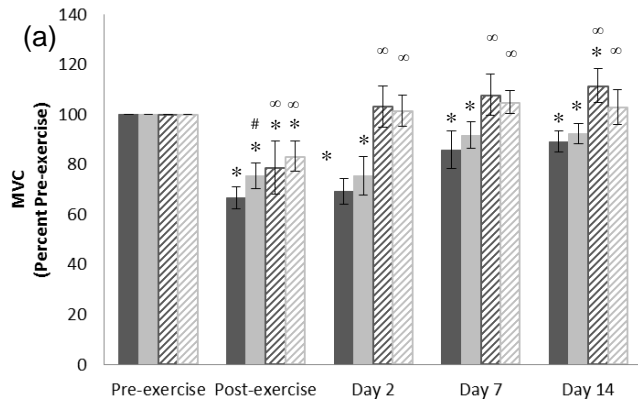 (a)
MVC
(Percent Pre-exercise)
140
120
100
80
60
40
20
0
∞ ∞ ∞ ∞ ∞ ∞ *
# ∞ ∞
* * * * * * * * * *
Pre-exercise Post-exercise Day 2 Day 7 Day 14